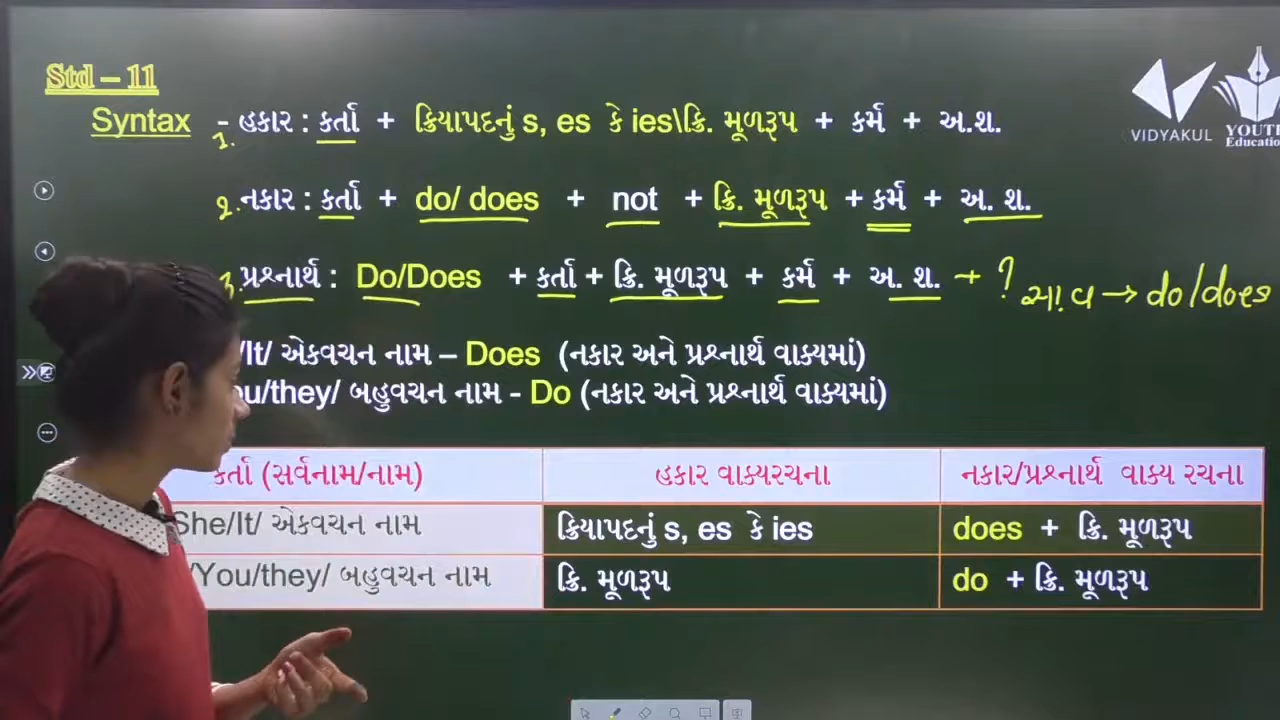 Std – 11
Syntax - હકાર : કર્તા + ક્રિયાપદનું s, es કે ies\ક્રિ. મૂળરૂપ + કર્મ + અ.શ.
1.
VIDYAKUL YOUTH Educatio
2. નકાર : કર્તા + do/ does + not + ક્રિ. મૂળરૂપ + કર્મ + અ. શ.
3. પ્રશ્નાર્થ : Do/Does + કર્તા + ક્રિ. મૂળરૂપ + કર્મ + અ. શ. + ?
સા. વ → do/does
/It/ એકવચન નામ – Does (નકાર અને પ્રશ્નાર્થ વાક્યમાં)
ou/they/ બહુવચન નામ - Do (નકાર અને પ્રશ્નાર્થ વાક્યમાં)
કર્તા (સર્વનામ/નામ) હકાર વાક્યરચના નકાર/પ્રશ્નાર્થ વાક્ય રચના
She/It/ એકવચન નામ ક્રિયાપદનું s, es કે ies does + ક્રિ. મૂળરૂપ
/You/they/ બહુવચન નામ ક્રિ. મૂળરૂપ do + ક્રિ. મૂળરૂપ